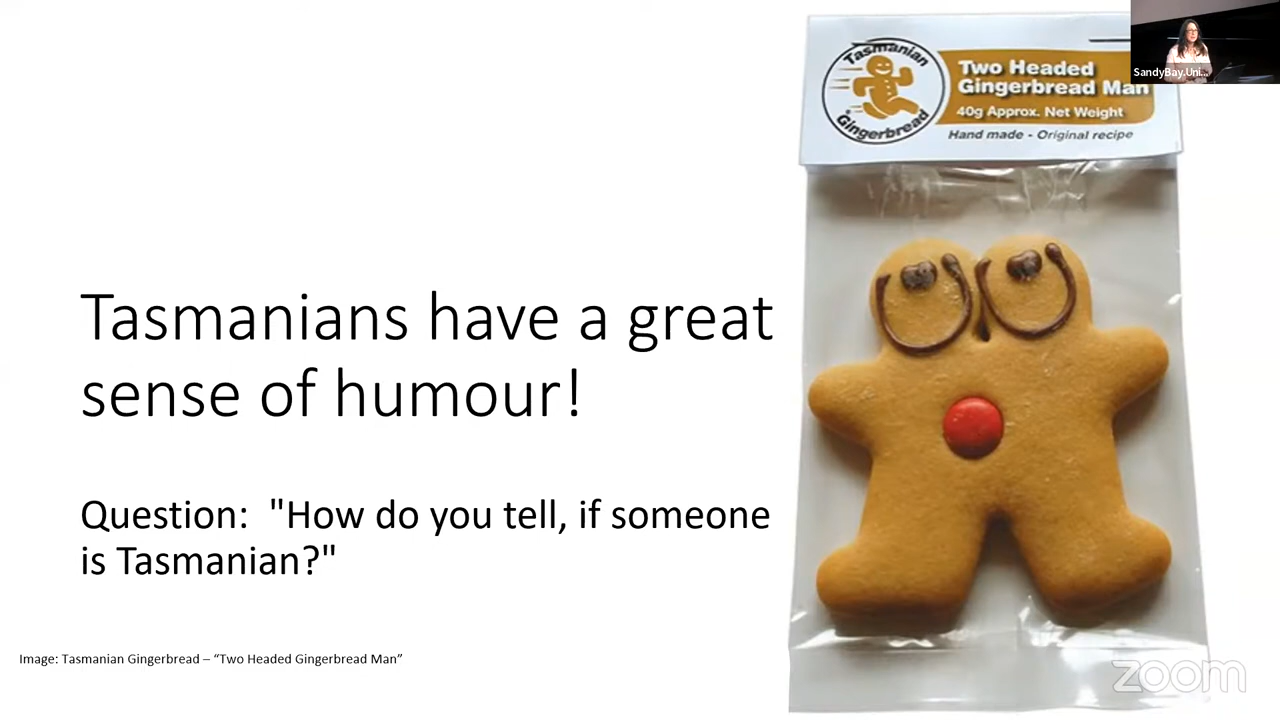 Tasmanian
Gingerbread
Two Headed
Gingerbread Man
40g Approx. Net Weight
Hand made - Original recipe
SandyBay.Uni...
Tasmanians have a great
sense of humour!
Question: "How do you tell, if someone
is Tasmanian?"
Image: Tasmanian Gingerbread – “Two Headed Gingerbread Man”
zoom